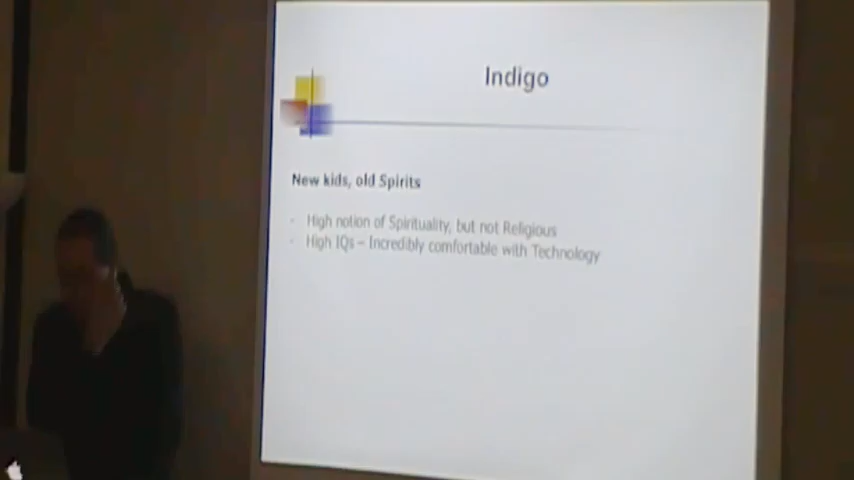 Indigo
New kids, old Spirits
- High notion of Spirituality, but not Religious
- High IQs – Incredibly comfortable with Technology